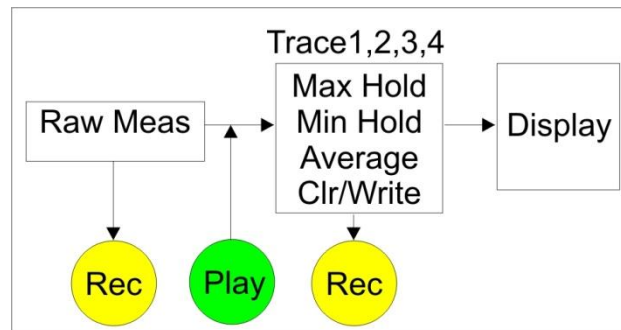 Trace1,2,3,4
Raw Meas
Max Hold
Min Hold
Average
Clr/Write
Display
Rec
Play
Rec